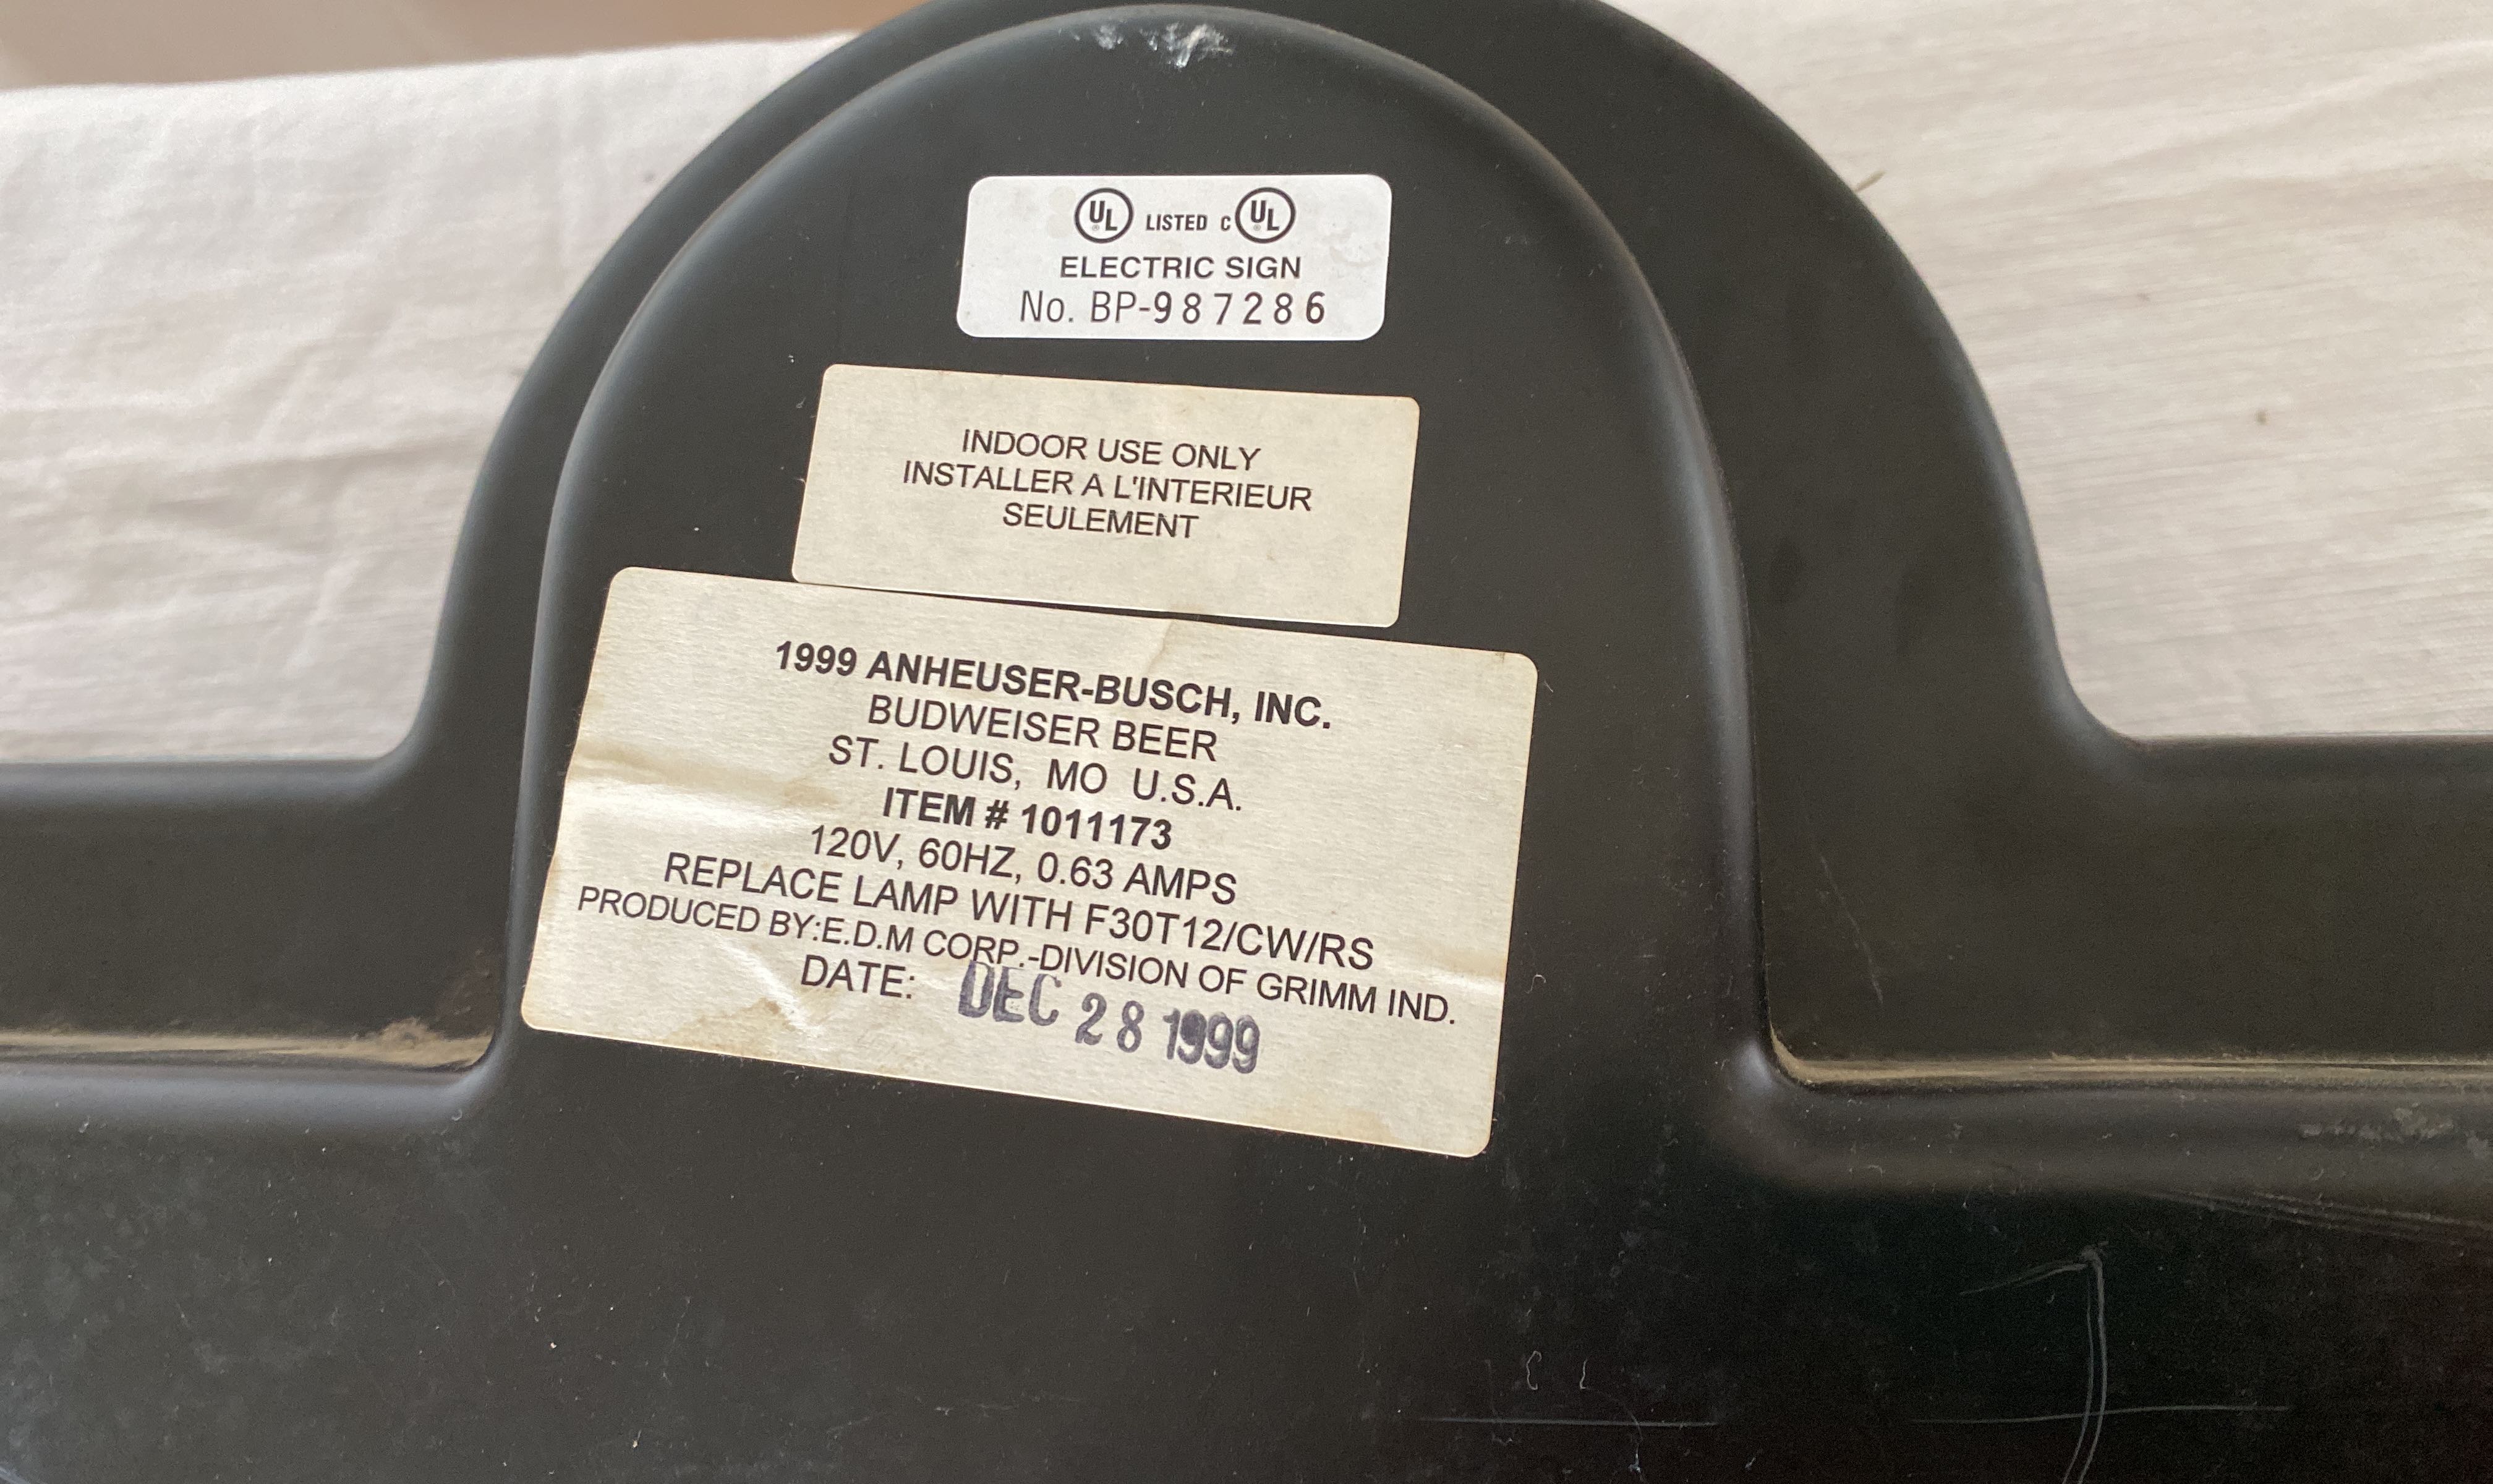 UL LISTED C UL
ELECTRIC SIGN
No. BP-987286
INDOOR USE ONLY
INSTALLER A L'INTERIEUR
SEULEMENT
1999 ANHEUSER-BUSCH, INC.
BUDWEISER BEER
ST. LOUIS, MO U.S.A.
ITEM # 1011173
120V, 60HZ, 0.63 AMPS
REPLACE LAMP WITH F30T12/CW/RS
PRODUCED BY:E.D.M CORP.-DIVISION OF GRIMM IND.
DATE: DEC 28 1999